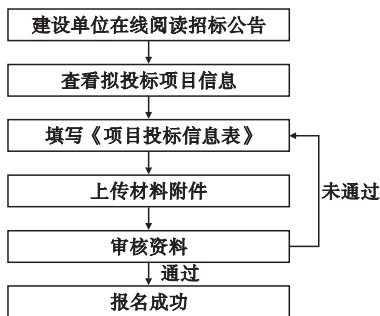 建设单位在线阅读招标公告
查看拟投标项目信息
填写《项目投标信息表》
上传材料附件
未通过
审核资料
通过
报名成功